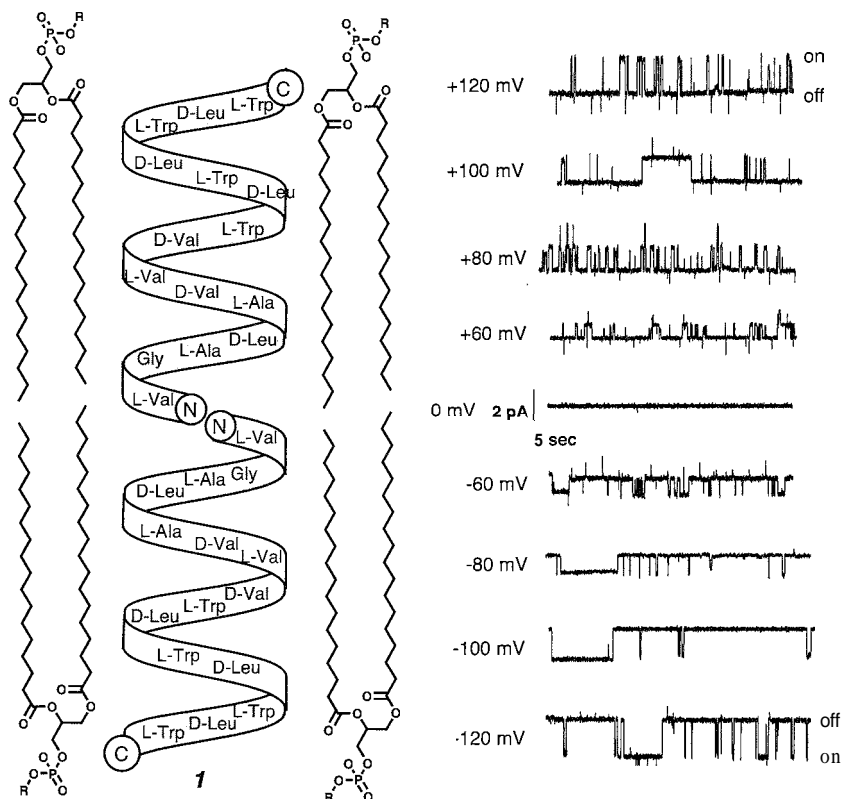 O R
O P O
O
O O
O
L-Trp D-Leu L-Trp C
D-Leu L-Trp D-Leu
D-Val L-Trp
L-Val D-Val L-Ala
Gly L-Ala D-Leu
L-Val N
N L-Val
D-Leu L-Ala Gly
L-Ala D-Val L-Val
D-Leu L-Trp D-Val
L-Trp D-Leu
C L-Trp D-Leu L-Trp
O
O O
O
O P O
R O
1
O R
O P O
O
O O
O
O
O O
O
O P O
R O
+120 mV
on
off
+100 mV
+80 mV
+60 mV
0 mV 2 pA
5 sec
-60 mV
-80 mV
-100 mV
-120 mV
off
on